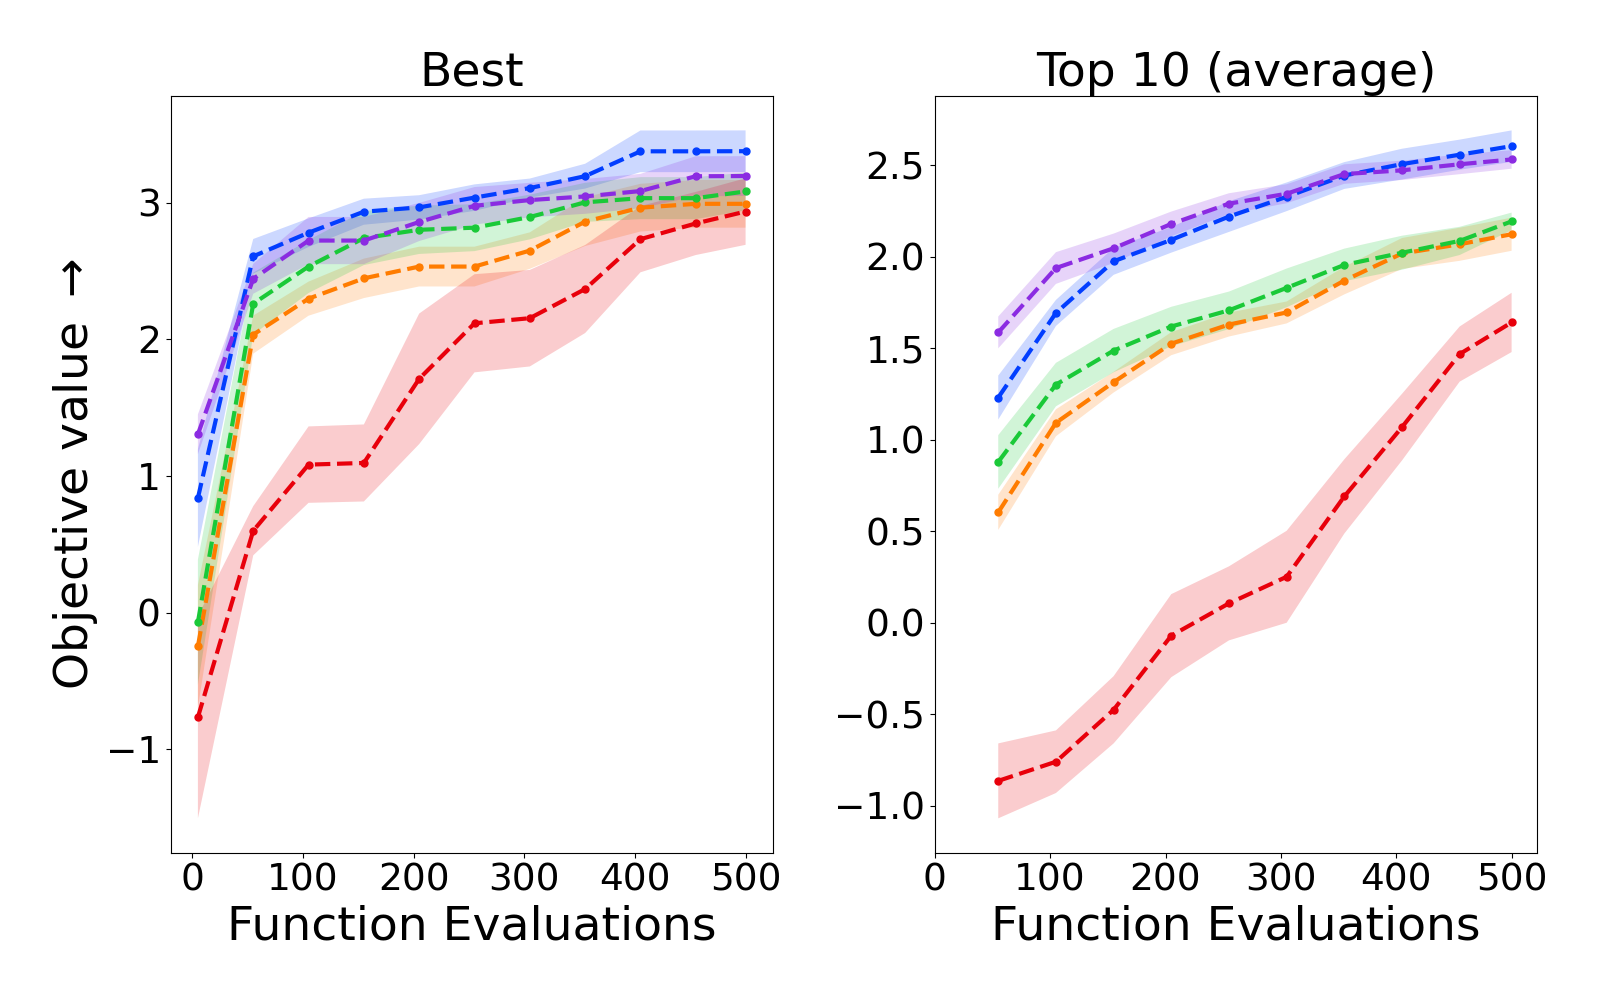 Best
Top 10 (average)
Objective value →
3
2
1
0
−1
0 100 200 300 400 500
Function Evaluations
2.5
2.0
1.5
1.0
0.5
0.0
−0.5
−1.0
0 100 200 300 400 500
Function Evaluations